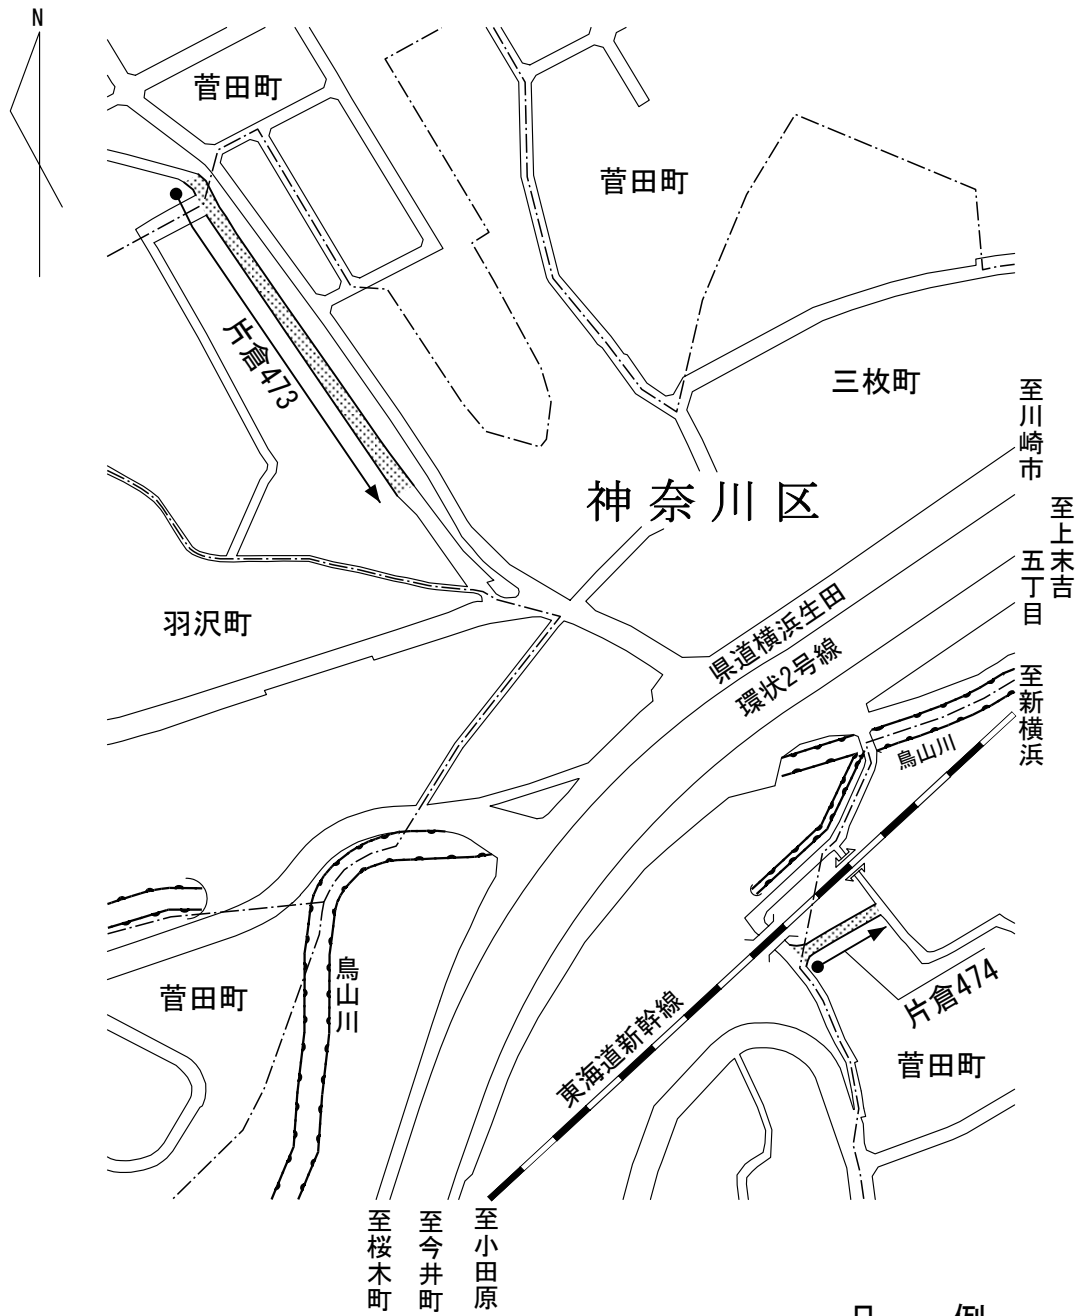 N
菅田町
菅田町
片倉473
三枚町
至川崎市
神奈川区
至上末吉
五丁目
羽沢町
県道横浜生田
環状2号線
至新横浜
鳥山川
鳥山川
菅田町
片倉474
東海道新幹線
菅田町
至桜木町
至今井町
至小田原
凡 例